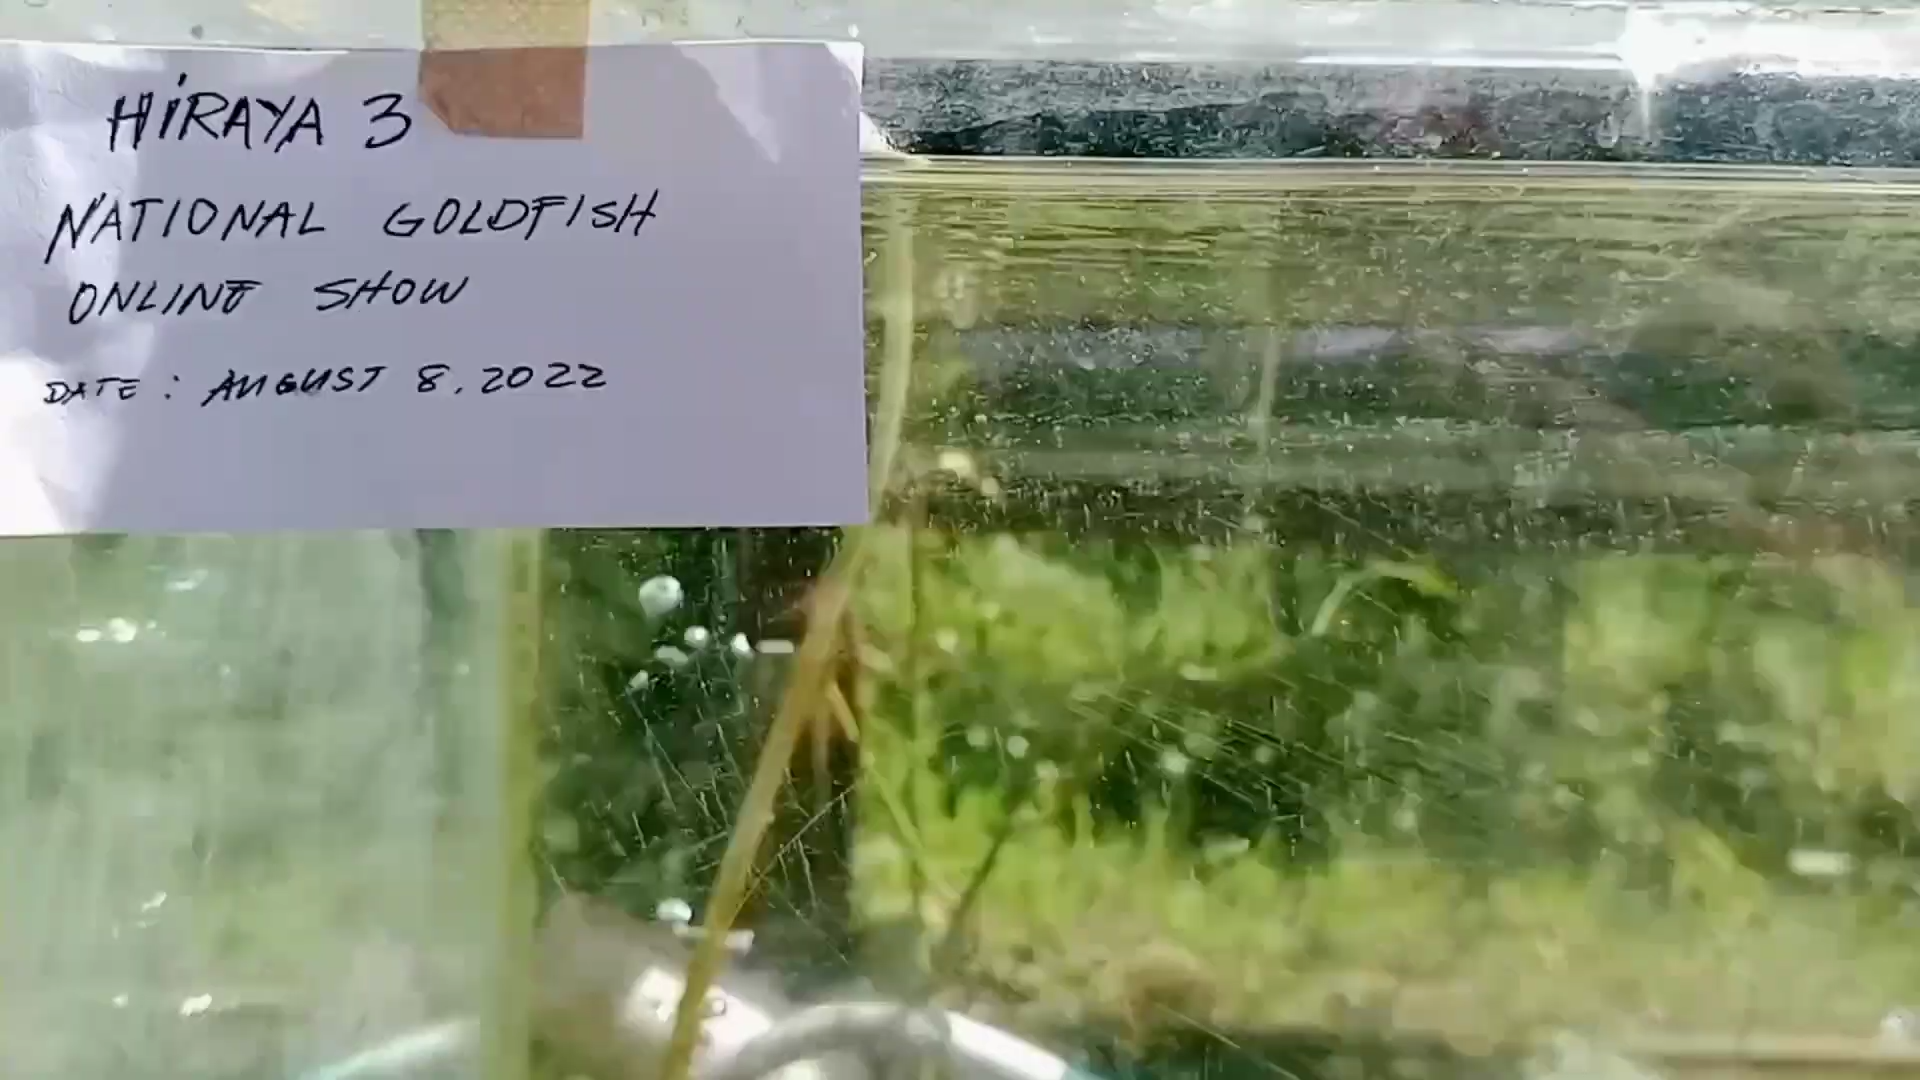 HIRAYA 3
NATIONAL GOLDFISH
ONLINE SHOW
DATE : AUGUST 8, 2022